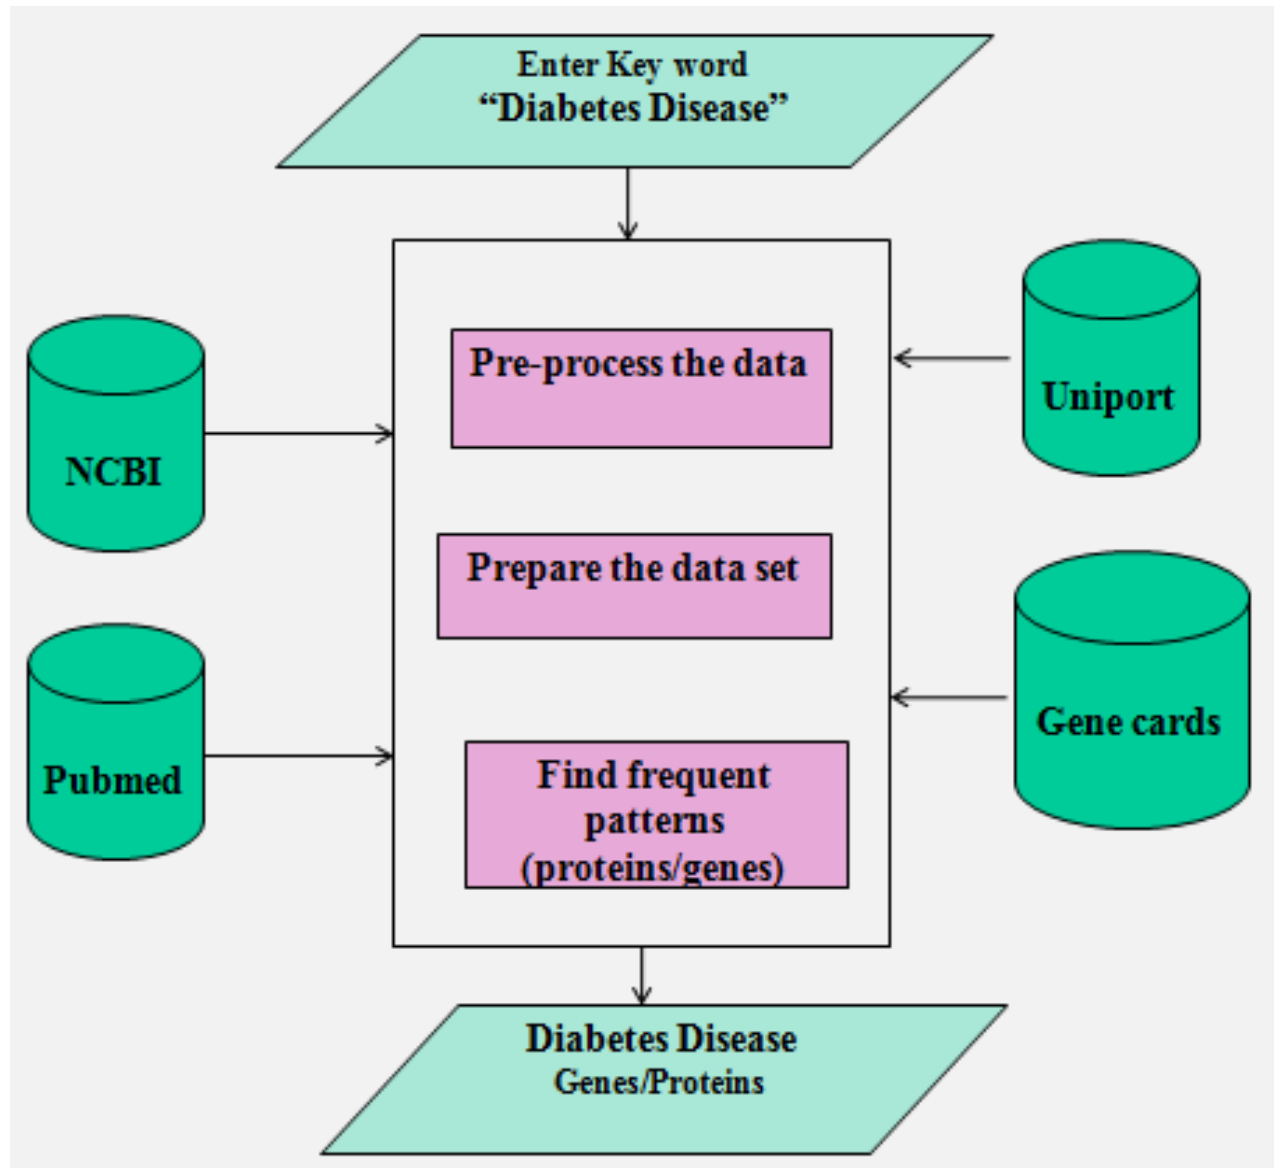 Enter Key word
“Diabetes Disease”
Pre-process the data
Uniport
NCBI
Prepare the data set
Gene cards
Pubmed
Find frequent
patterns
(proteins/genes)
Diabetes Disease
Genes/Proteins